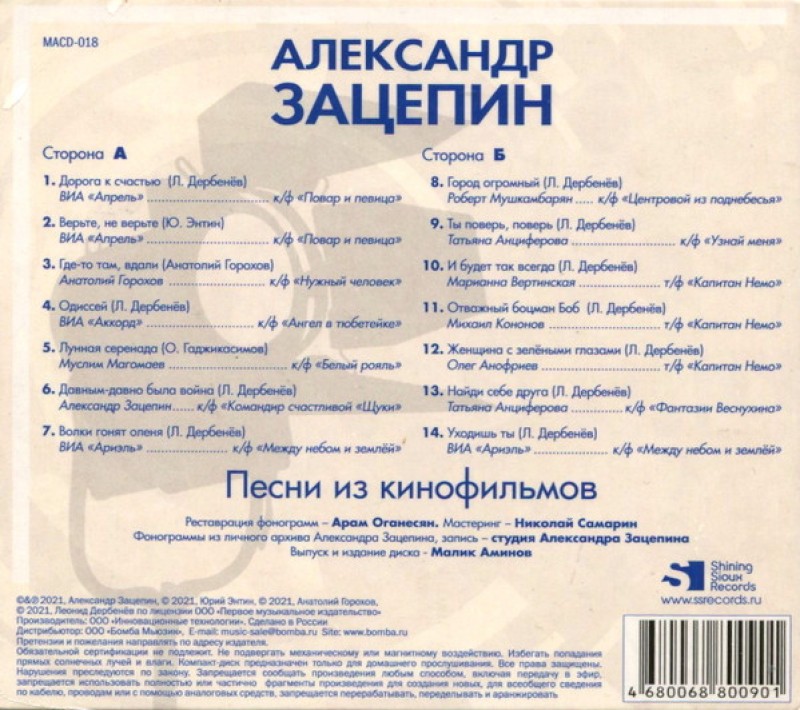 MACD-018
АЛЕКСАНДР
ЗАЦЕПИН
Сторона А
1. Дорога к счастью (Л. Дербенёв)
ВИА «Апрель» ........ к/ф «Повар и певица»
2. Верьте, не верьте (Ю. Энтин)
ВИА «Апрель» ........ к/ф «Повар и певица»
3. Где-то там, вдали (Анатолий Горохов)
Анатолий Горохов ........ к/ф «Нужный человек»
4. Одиссей (Л. Дербенёв)
ВИА «Аккорд» ........ к/ф «Ангел в тюбетейке»
5. Лунная серенада (О. Гаджикасимов)
Муслим Магомаев ........ к/ф «Белый рояль»
6. Давным-давно была война (Л. Дербенёв)
Александр Зацепин..... к/ф «Командир счастливой «Щуки»
7. Волки гонят оленя (Л. Дербенёв)
ВИА «Ариэль» ........ к/ф «Между небом и землёй»
Сторона Б
8. Город огромный (Л. Дербенёв)
Роберт Мушкамбарян ..... к/ф «Центровой из поднебесья»
9. Ты поверь, поверь (Л. Дербенёв)
Татьяна Анциферова ........ к/ф «Узнай меня»
10. И будет так всегда (Л. Дербенёв)
Марианна Вертинская ........ т/ф «Капитан Немо»
11. Отважный боцман Боб (Л. Дербенёв)
Михаил Кононов ........ т/ф «Капитан Немо»
12. Женщина с зелёными глазами (Л. Дербенёв)
Олег Анофриев ........ т/ф «Капитан Немо»
13. Найди себе друга (Л. Дербенёв)
Татьяна Анциферова ........ к/ф «Фантазии Веснухина»
14. Уходишь ты (Л. Дербенёв)
ВИА «Ариэль» ........ к/ф «Между небом и землёй»
Песни из кинофильмов
Реставрация фонограмм – Арам Оганесян. Мастеринг – Николай Самарин
Фонограммы из личного архива Александра Зацепина, запись – студия Александра Зацепина
Выпуск и издание диска - Малик Аминов
Shining
Sioux
Records
www.ssrecords.ru
©&℗ 2021, Александр Зацепин, © 2021, Юрий Энтин, © 2021, Анатолий Горохов,
© 2021, Леонид Дербенёв по лицензии ООО «Первое музыкальное издательство»
Производитель: ООО «Инновационные технологии». Сделано в России
Дистрибьютор: ООО «Бомба Мьюзик», E-mail: music-sale@bomba.ru Site: www.bomba.ru
Претензии и пожелания направлять по адресу издателя.
Обязательной сертификации не подлежит. Не подвергать механическому или магнитному воздействию. Избегать попадания
прямых солнечных лучей и влаги. Компакт-диск предназначен только для домашнего прослушивания. Все права защищены.
Нарушения преследуются по закону. Запрещается сообщать фонограммы любым способом, включая передачу в эфир,
запрещается использовать полностью или частично фрагменты произведения для создания новых, для всеобщего сведения
по кабелю, проводам или с помощью аналоговых средств, запрещается перерабатывать, переделывать и аранжировать
4 680068 800901